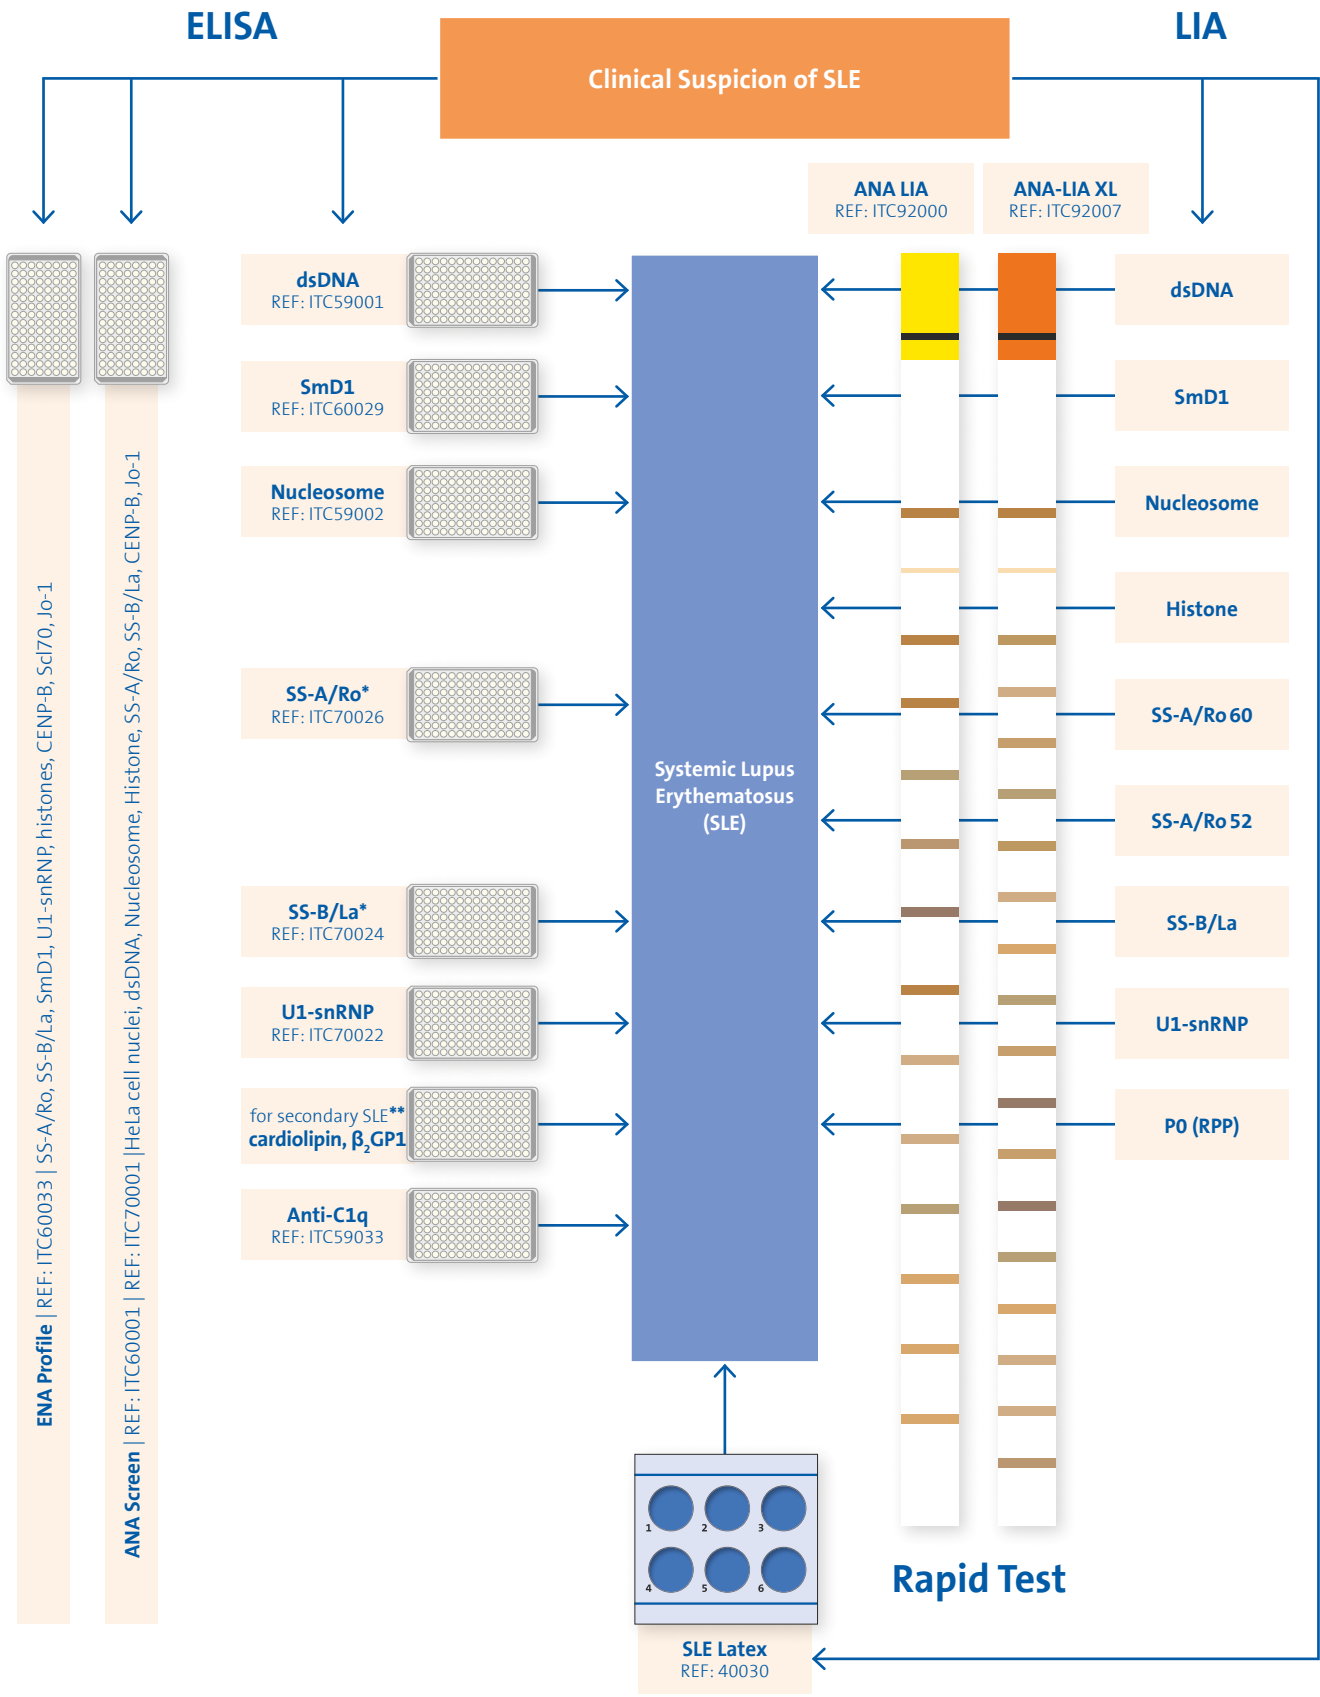 ELISA
Clinical Suspicion of SLE
LIA
ANA LIA
REF: ITC92000
ANA-LIA XL
REF: ITC92007
ENA Profile | REF: ITC60033 | SS-A/Ro, SS-B/La, SmD1, U1-snRNP, histones, CENP-B, Scl70, Jo-1
ANA Screen | REF: ITC60001 | REF: ITC70001 |HeLa cell nuclei, dsDNA, Nucleosome, Histone, SS-A/Ro, SS-B/La, CENP-B, Jo-1
dsDNA
REF: ITC59001
SmD1
REF: ITC60029
Nucleosome
REF: ITC59002
SS-A/Ro*
REF: ITC70026
SS-B/La*
REF: ITC70024
U1-snRNP
REF: ITC70022
for secondary SLE**
cardiolipin, β₂GP1
Anti-C1q
REF: ITC59033
Systemic Lupus
Erythematosus
(SLE)
dsDNA
SmD1
Nucleosome
Histone
SS-A/Ro 60
SS-A/Ro 52
SS-B/La
U1-snRNP
P0 (RPP)
1
2
3
4
5
6
Rapid Test
SLE Latex
REF: 40030